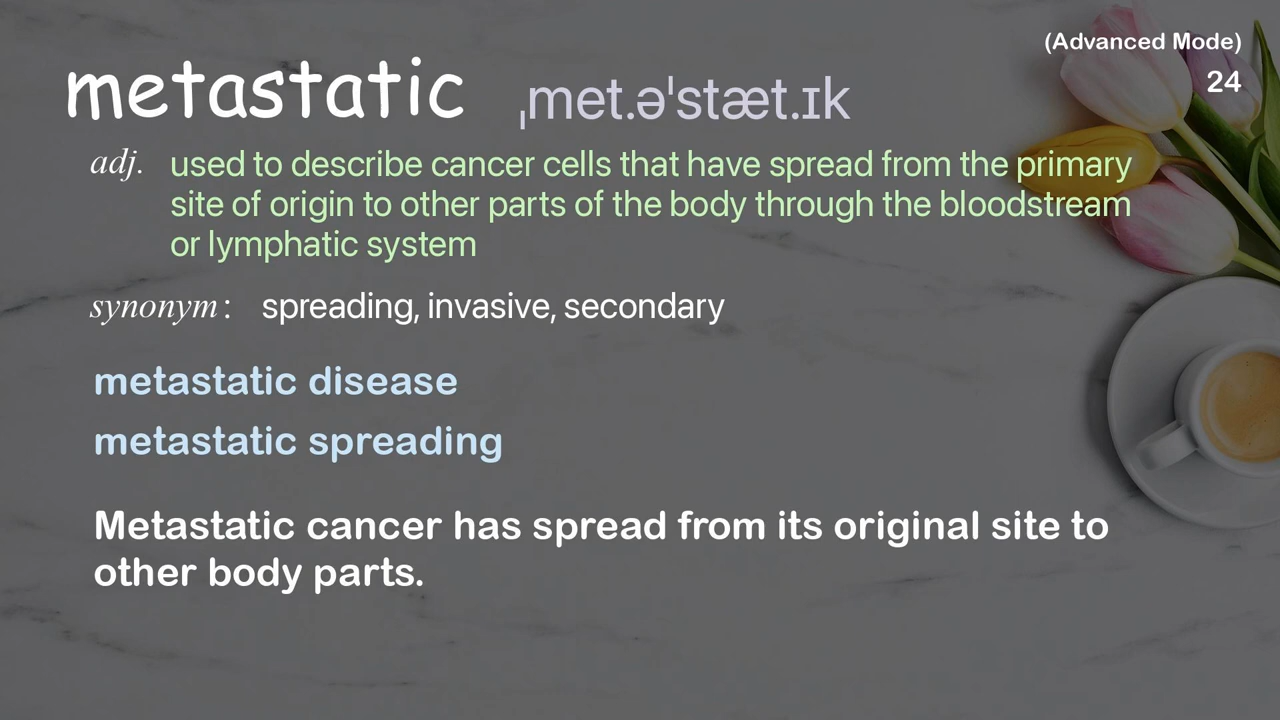 (Advanced Mode)
24
metastatic ˌmet.əˈstæt.ɪk
adj. used to describe cancer cells that have spread from the primary
site of origin to other parts of the body through the bloodstream
or lymphatic system
synonym: spreading, invasive, secondary
metastatic disease
metastatic spreading
Metastatic cancer has spread from its original site to
other body parts.